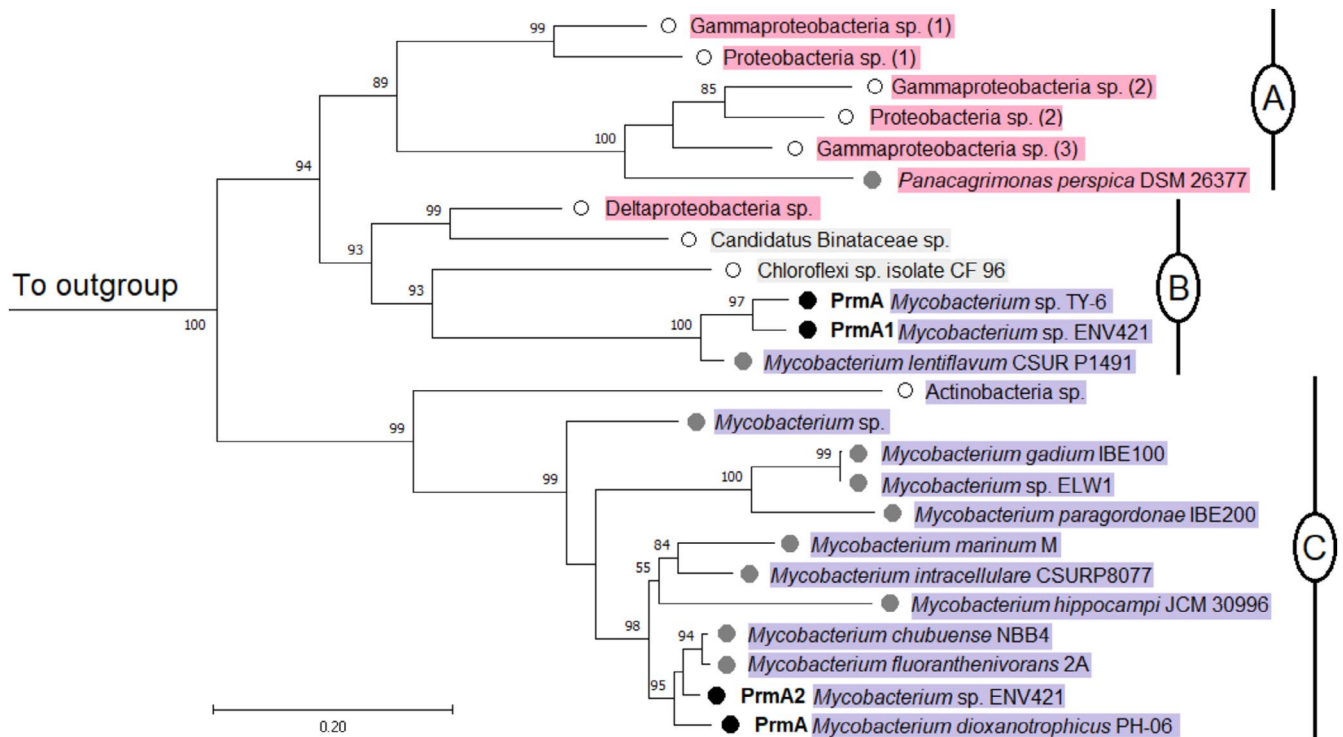 99 Gammaproteobacteria sp. (1)
Proteobacteria sp. (1)
89
85 Gammaproteobacteria sp. (2)
Proteobacteria sp. (2)
100 Gammaproteobacteria sp. (3)
Panacagrimonas perspica DSM 26377
A
94
99 Deltaproteobacteria sp.
Candidatus Binataceae sp.
93
Chloroflexi sp. isolate CF 96
93
97 PrmA Mycobacterium sp. TY-6
PrmA1 Mycobacterium sp. ENV421
100
Mycobacterium lentiflavum CSUR P1491
B
To outgroup
100
Actinobacteria sp.
99
Mycobacterium sp.
99
99 Mycobacterium gadium IBE100
Mycobacterium sp. ELW1
100
Mycobacterium paragordonae IBE200
84 Mycobacterium marinum M
Mycobacterium intracellulare CSURP8077
55
Mycobacterium hippocampi JCM 30996
98
94 Mycobacterium chubuense NBB4
Mycobacterium fluoranthenivorans 2A
95 PrmA2 Mycobacterium sp. ENV421
PrmA Mycobacterium dioxanotrophicus PH-06
C
0.20